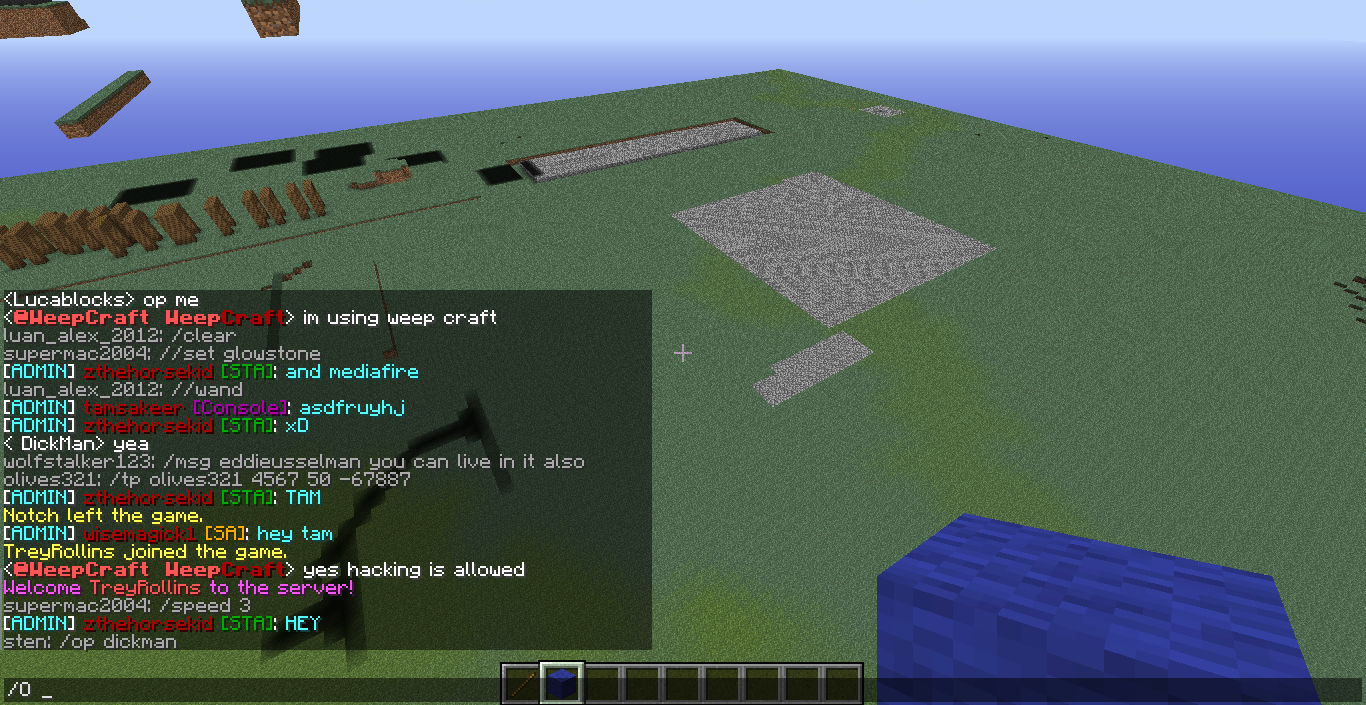 <Lucablocks> op me
<@WeepCraft WeepCraft> im using weep craft
luan_alex_2012: /clear
supermac2004: //set glowstone
[ADMIN] zthehorsekid [STA]: and mediafire
luan_alex_2012: //wand
[ADMIN] tamsakeer [Console]: asdfruyhj
[ADMIN] zthehorsekid [STA]: xD
< DickMan> yea
wolfstalker123: /msg eddieusselman you can live in it also
olives321: /tp olives321 4567 50 -67887
[ADMIN] zthehorsekid [STA]: TAM
Notch left the game.
[ADMIN] wisemagick1 [SA]: hey tam
TreyRollins joined the game.
<@WeepCraft WeepCraft> yes hacking is allowed
Welcome TreyRollins to the server!
supermac2004: /speed 3
[ADMIN] zthehorsekid [STA]: HEY
sten: /op dickman
/O _